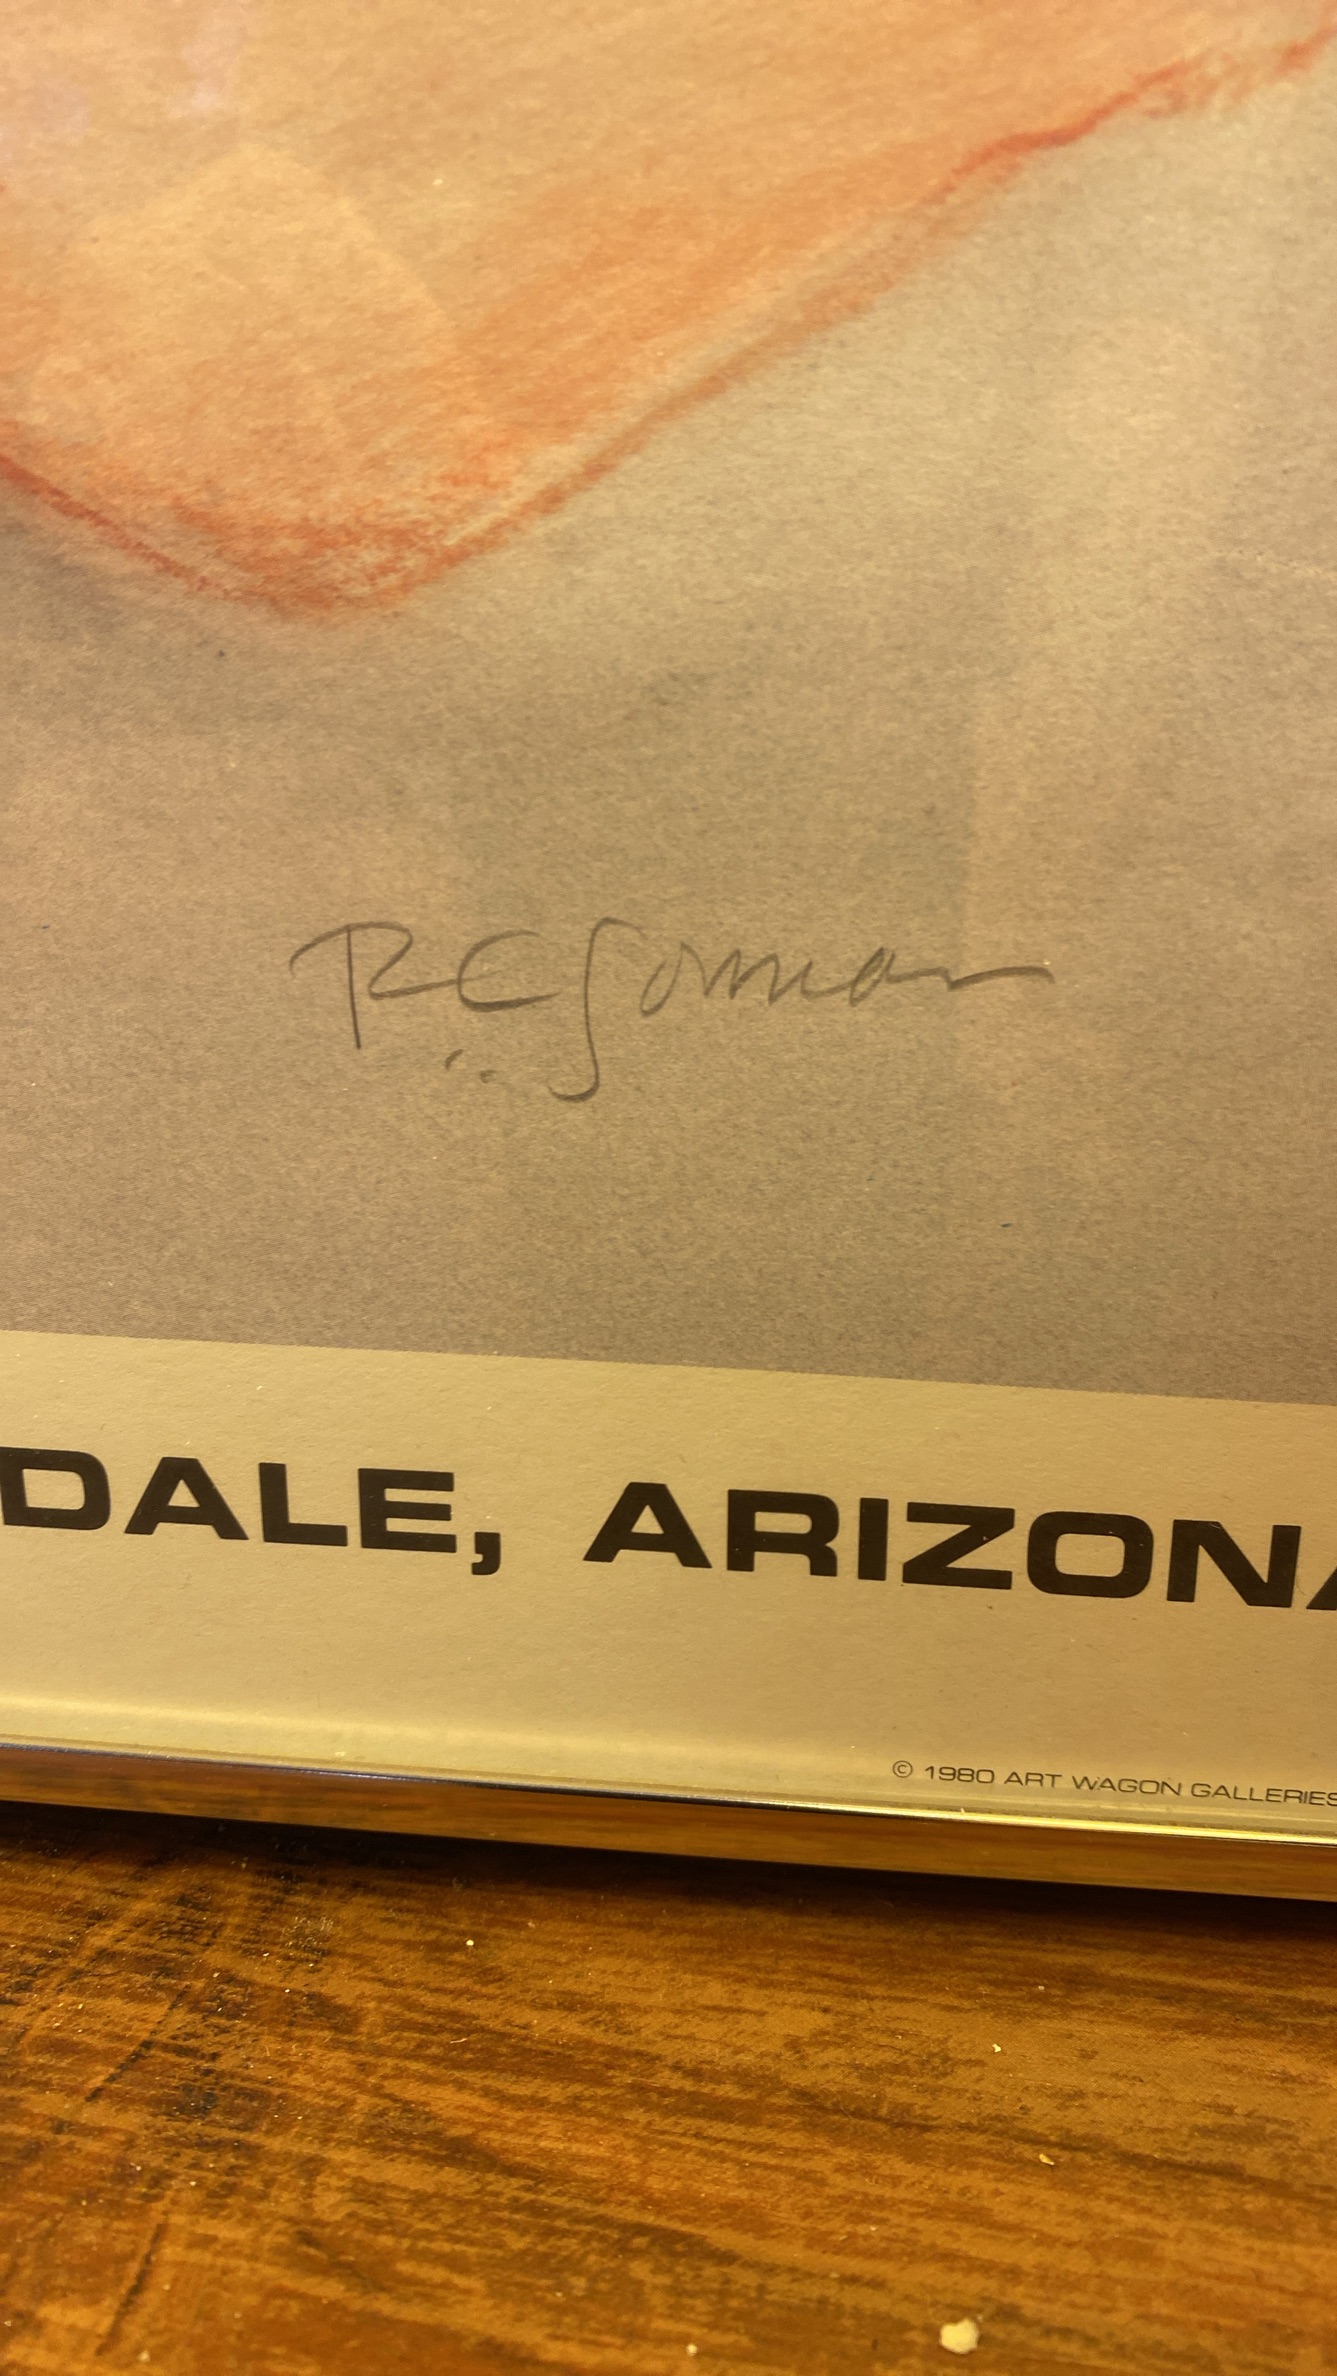 R.C. Gorman
DALE, ARIZONA
© 1980 ART WAGON GALLERIES